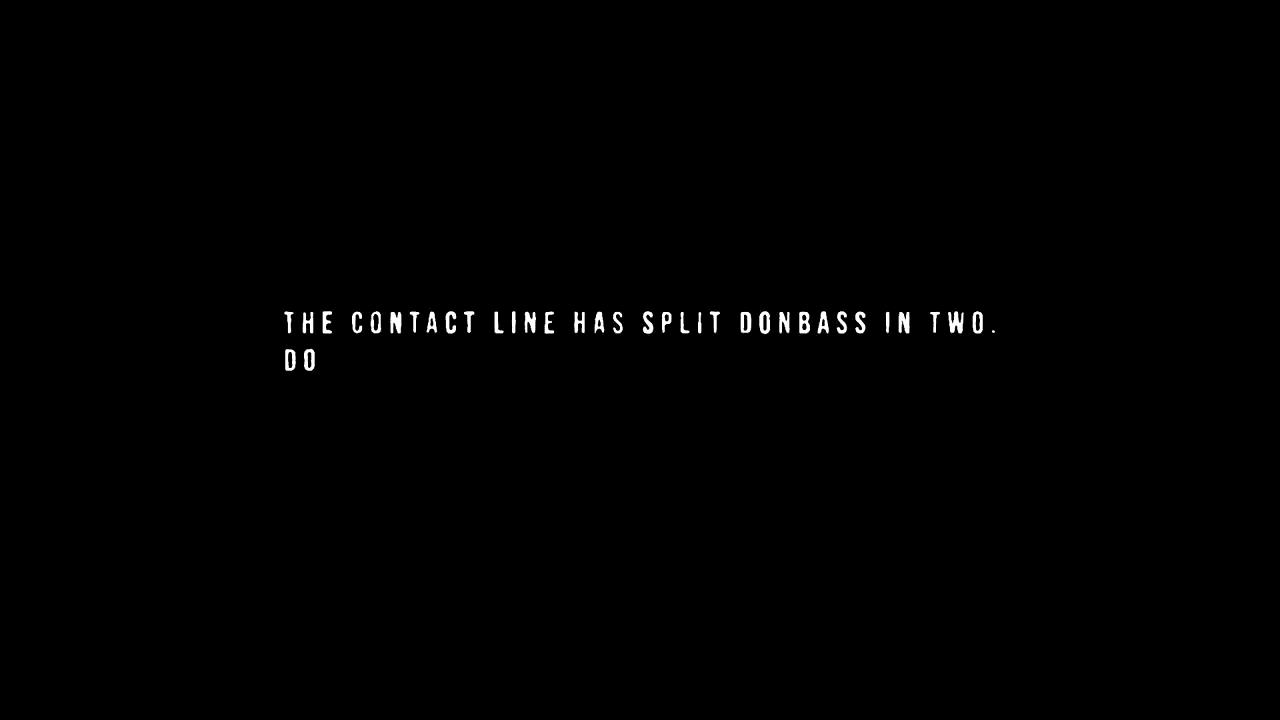 THE CONTACT LINE HAS SPLIT DONBASS IN TWO.
DO